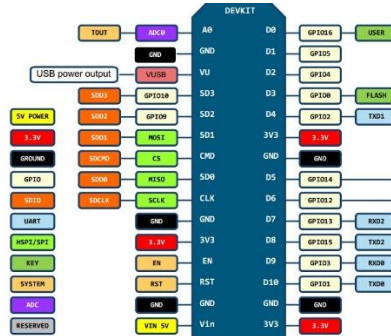 DEVKIT
TOUT ADC0 A0 D0 GPIO16 USER
GND GND D1 GPIO5
USB power output VUSB VU D2 GPIO4
SDD3 GPIO10 SD3 D3 GPIO0 FLASH
5V POWER SDD2 GPIO9 SD2 D4 GPIO2 TXD1
3.3V SDD1 MOSI SD1 3V3 3.3V
GROUND SDCMD CS CMD GND GND
GPIO SDD0 MISO SD0 D5 GPIO14
SDIO SDCLK SCLK CLK D6 GPIO12
UART GND GND D7 GPIO13 RXD2
HSPI/SPI 3.3V 3V3 D8 GPIO15 TXD2
KEY EN EN D9 GPIO3 RXD0
SYSTEM RST RST D10 GPIO1 TXD0
ADC GND GND GND GND
RESERVED VIN 5V Vin 3V3 3.3V